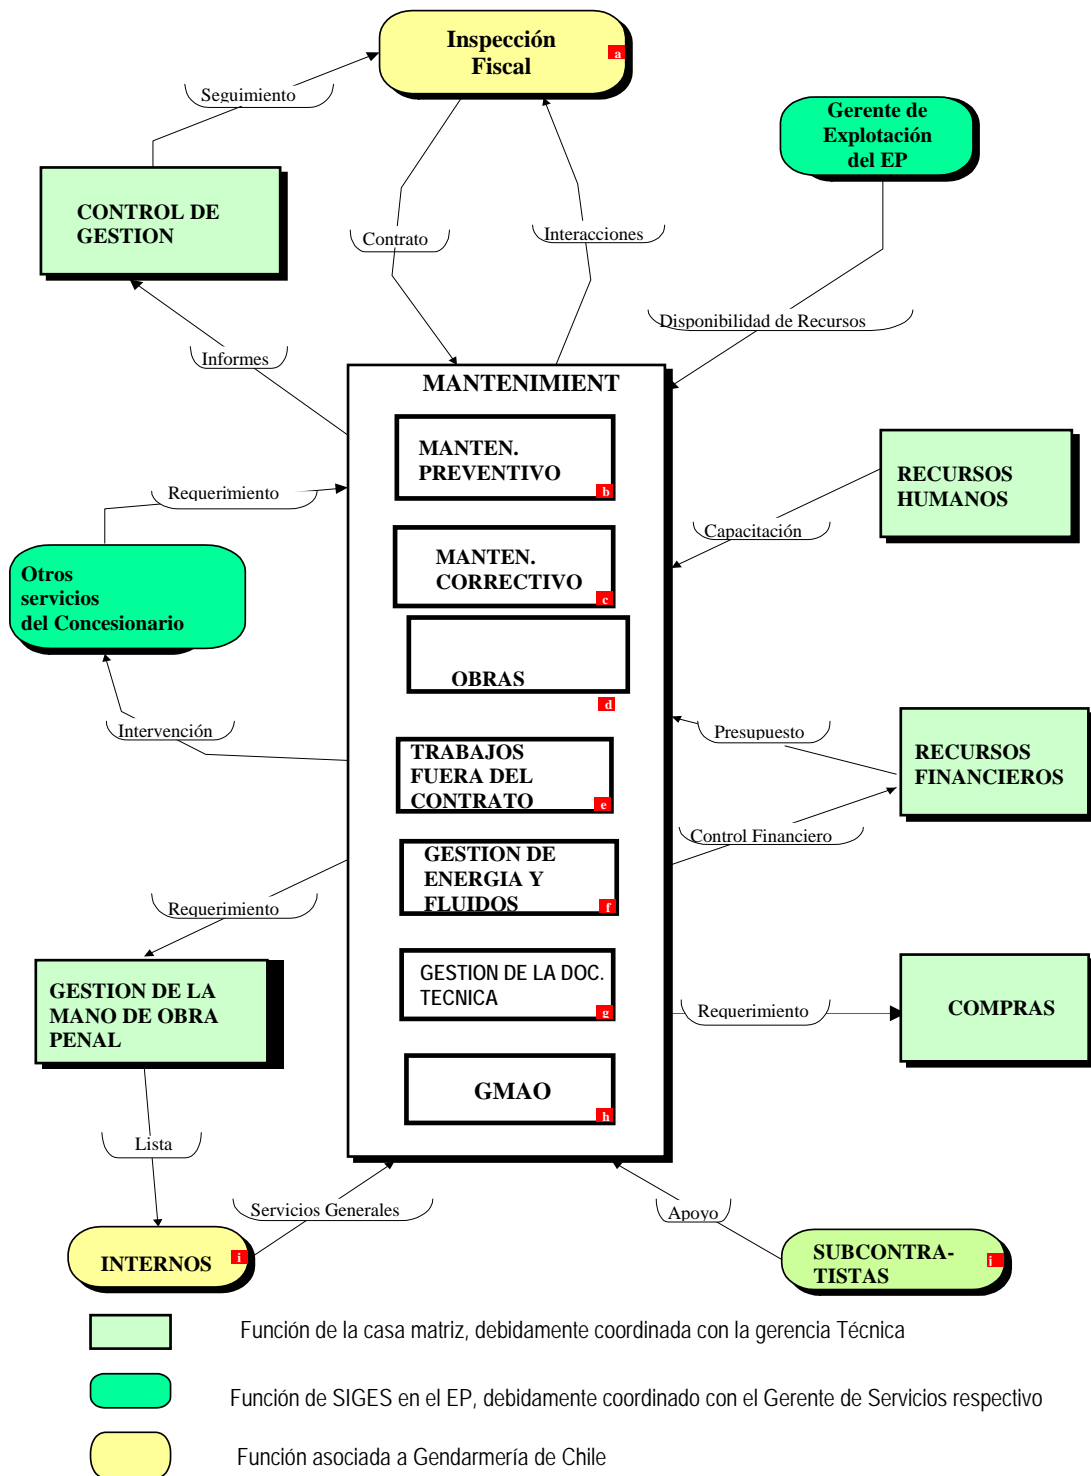 Inspección
Fiscal
a
Seguimiento
Gerente de
Explotación
del EP
CONTROL DE
GESTION
Contrato
Interacciones
Disponibilidad de Recursos
Informes
MANTENIMIENT
MANTEN.
PREVENTIVO
b
RECURSOS
HUMANOS
Requerimiento
Capacitación
MANTEN.
CORRECTIVO
c
Otros
servicios
del Concesionario
OBRAS
d
Intervención
Presupuesto
RECURSOS
FINANCIEROS
TRABAJOS
FUERA DEL
CONTRATO
e
Control Financiero
GESTION DE
ENERGIA Y
FLUIDOS
f
Requerimiento
GESTION DE LA DOC.
TECNICA
g
GESTION DE LA
MANO DE OBRA
PENAL
Requerimiento
COMPRAS
GMAO
h
Lista
Servicios Generales
Apoyo
INTERNOS
i
SUBCONTRA-
TISTAS
j
Función de la casa matriz, debidamente coordinada con la gerencia Técnica
Función de SIGES en el EP, debidamente coordinado con el Gerente de Servicios respectivo
Función asociada a Gendarmería de Chile